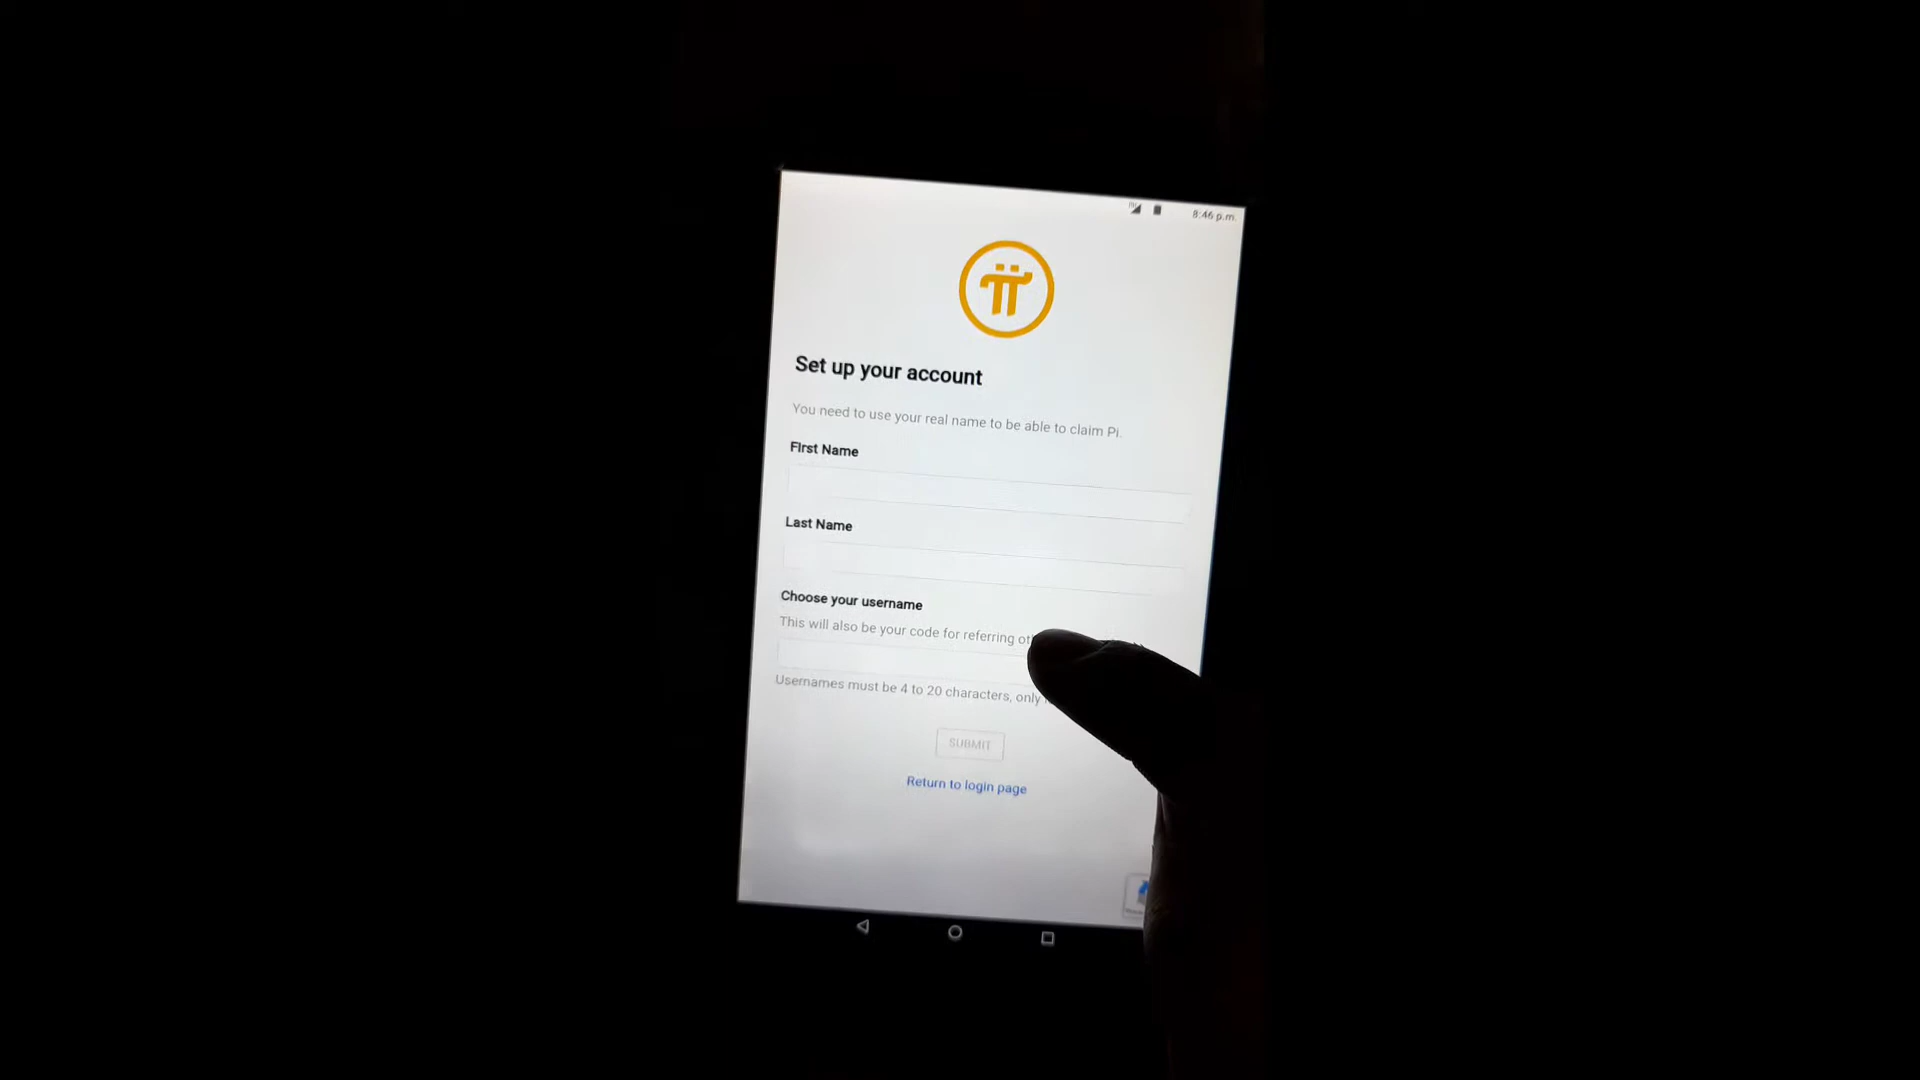 8:46 p.m.
Set up your account
You need to use your real name to be able to claim Pi.
First Name
Last Name
Choose your username
This will also be your code for referring
Usernames must be 4 to 20 characters, only
SUBMIT
Return to login page